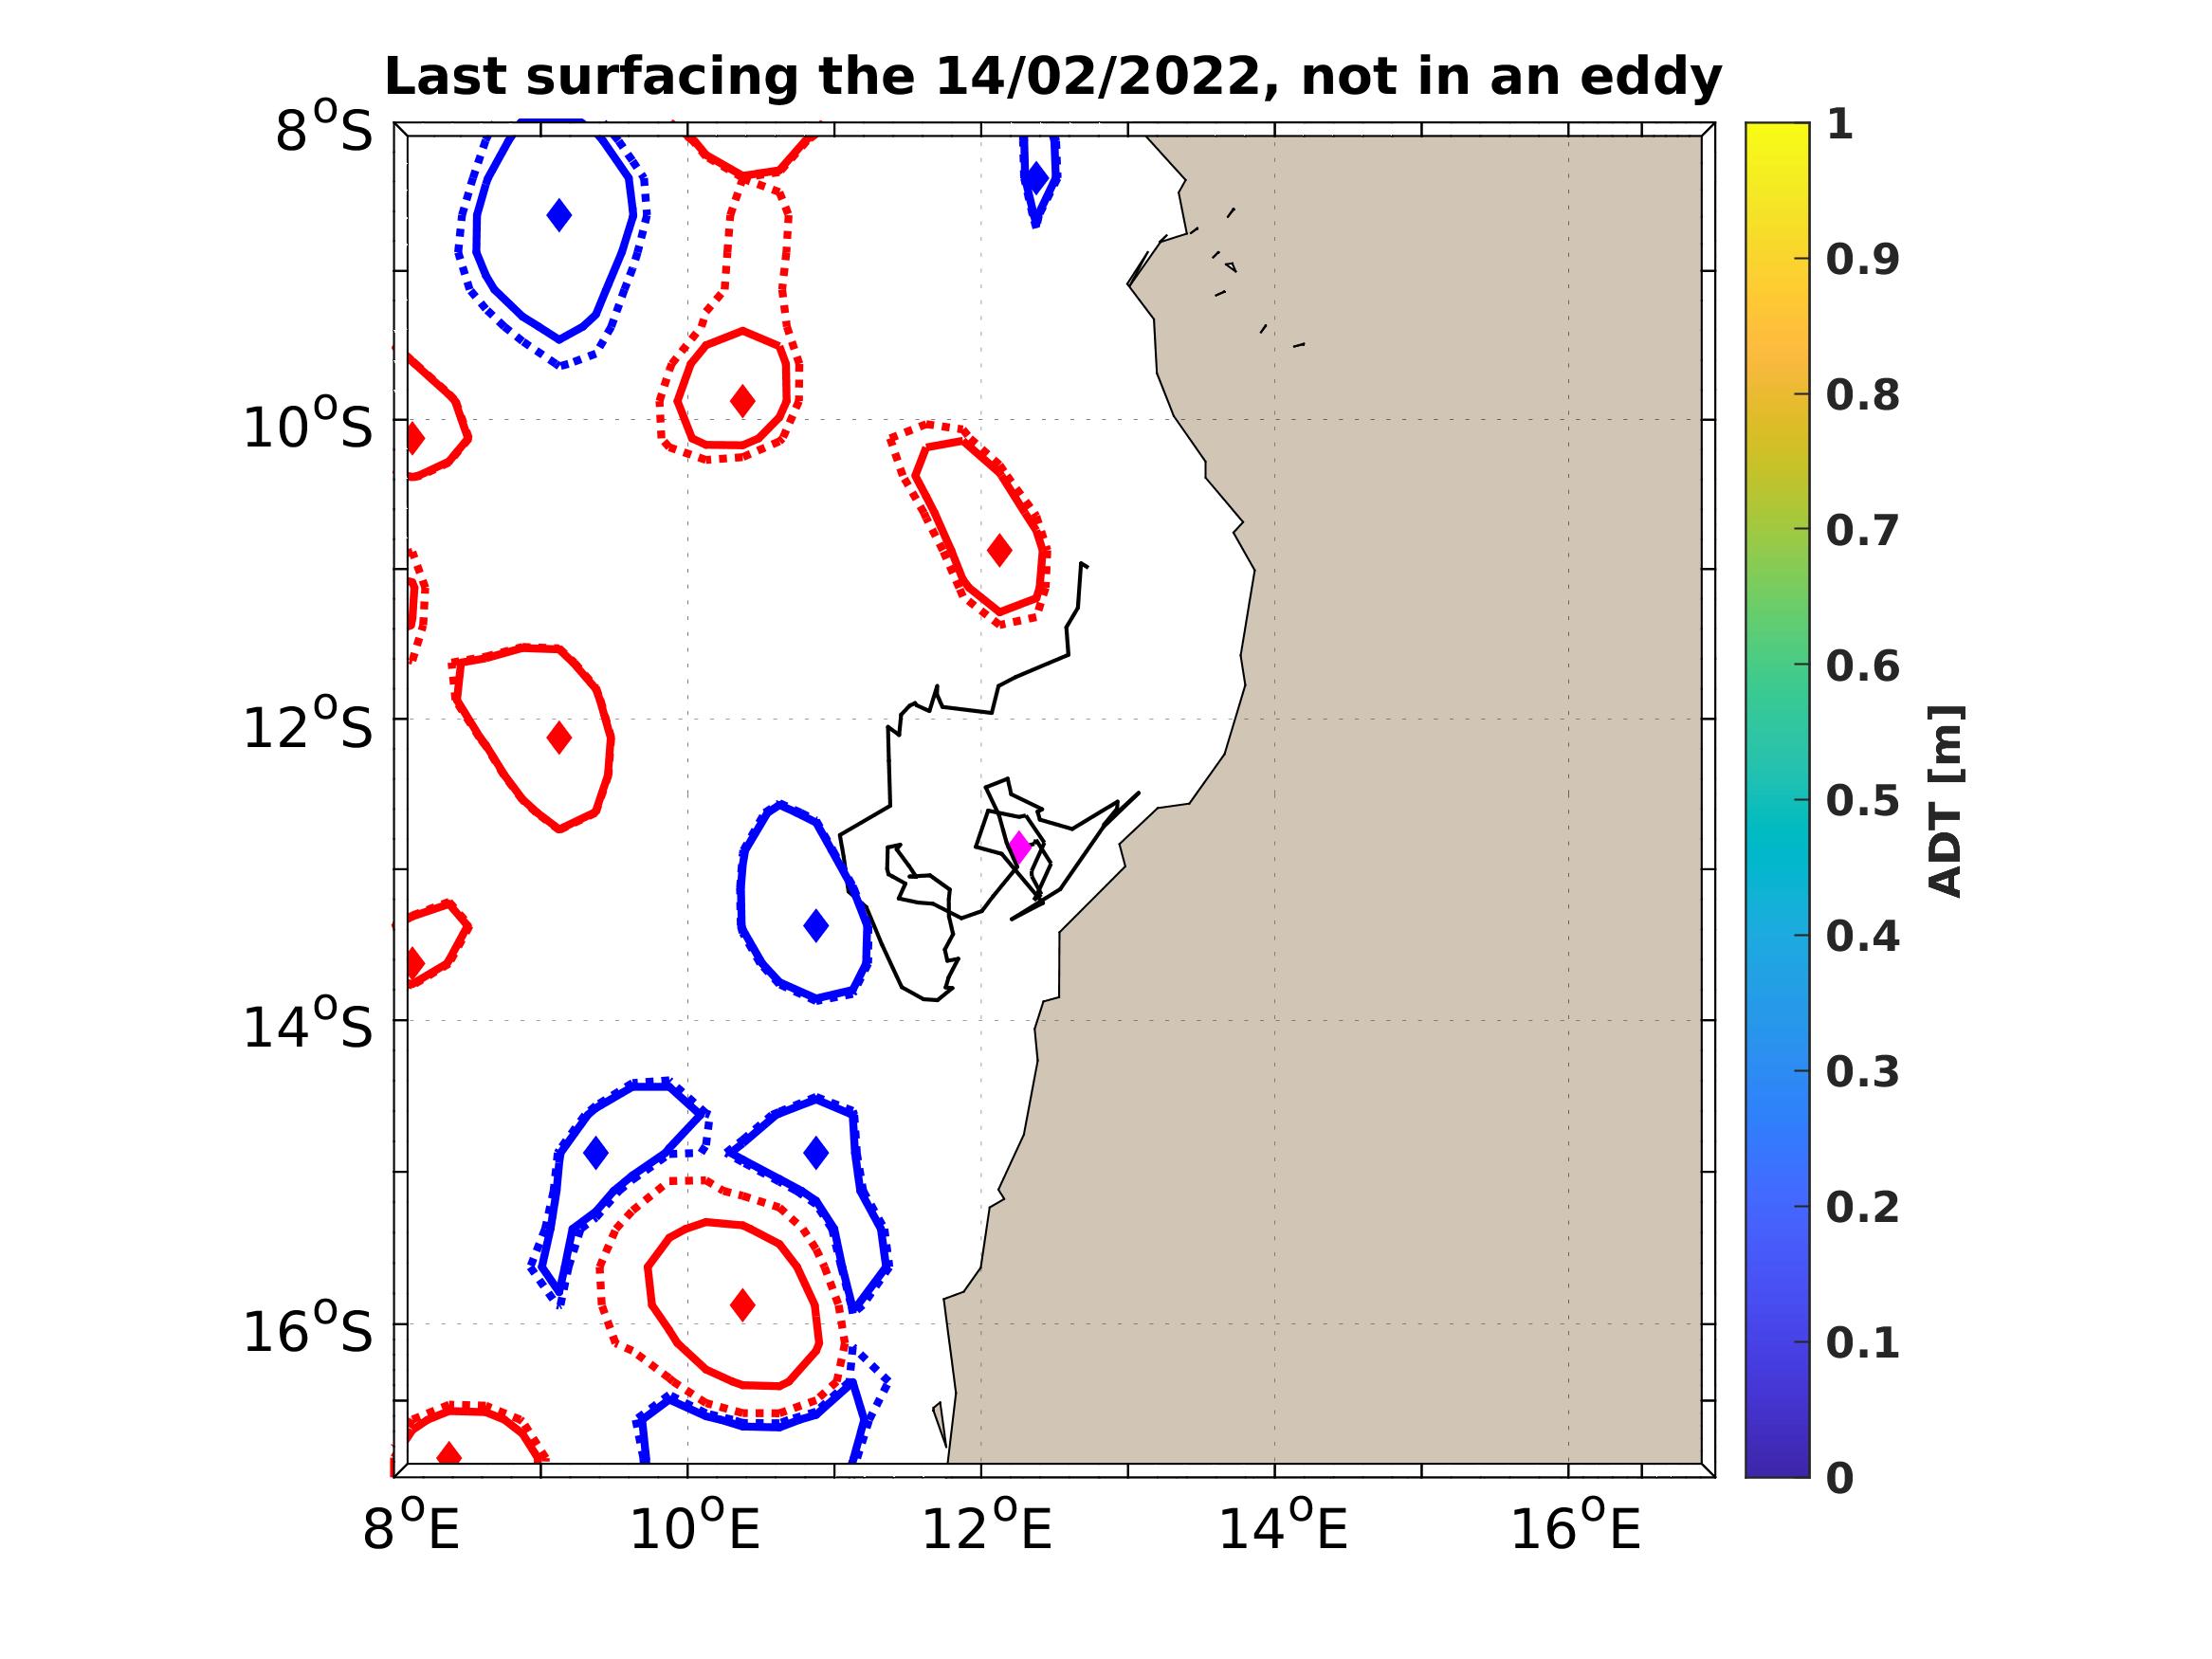 Last surfacing the 14/02/2022, not in an eddy
8°S
10°S
12°S
14°S
16°S
8°E
10°E
12°E
14°E
16°E
1
0.9
0.8
0.7
0.6
0.5
0.4
0.3
0.2
0.1
0
ADT [m]